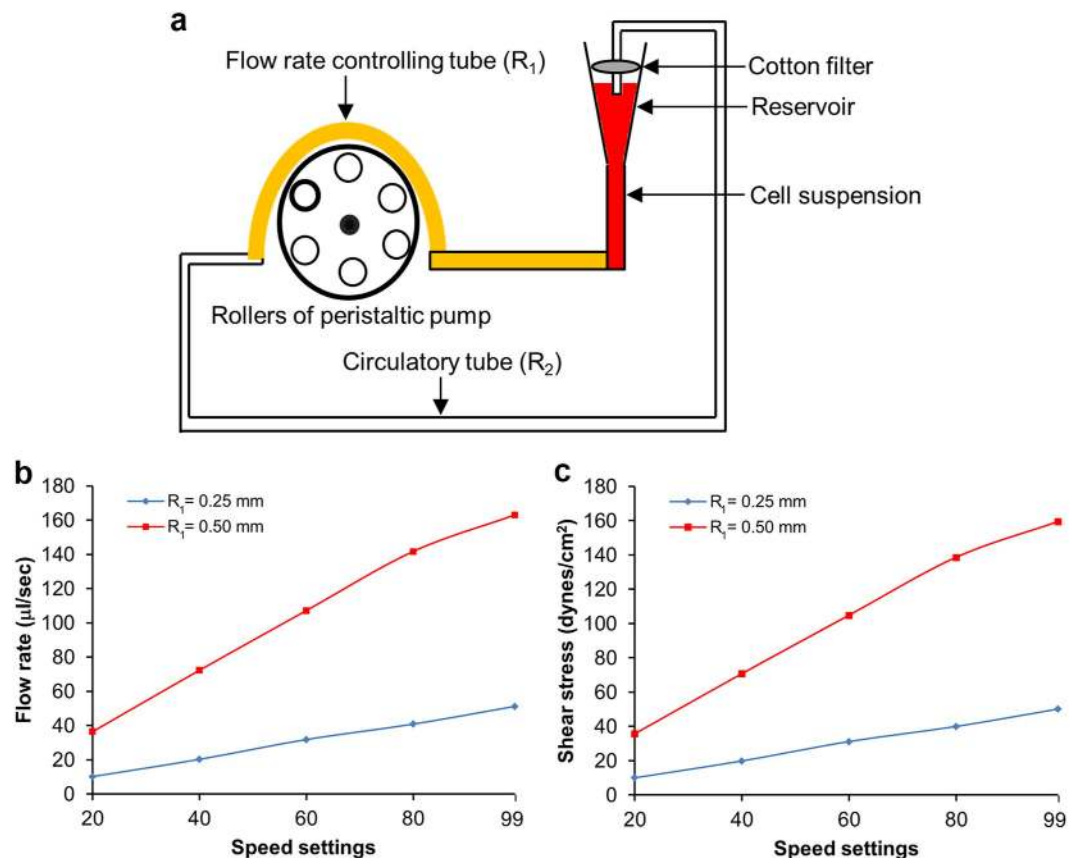 a
Flow rate controlling tube (R₁)
Cotton filter
Reservoir
Cell suspension
Rollers of peristaltic pump
Circulatory tube (R₂)
b
180
160
140
120
100
80
60
40
20
0
Flow rate (µl/sec)
R₁= 0.25 mm
R₁= 0.50 mm
20 40 60 80 99
Speed settings
c
180
160
140
120
100
80
60
40
20
0
Shear stress (dynes/cm²)
R₁= 0.25 mm
R₁= 0.50 mm
20 40 60 80 99
Speed settings